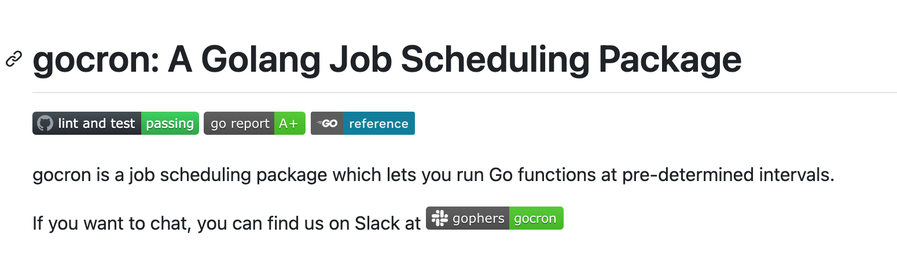 gocron: A Golang Job Scheduling Package
lint and test passing go report A+ GO reference
gocron is a job scheduling package which lets you run Go functions at pre-determined intervals.
If you want to chat, you can find us on Slack at gophers gocron